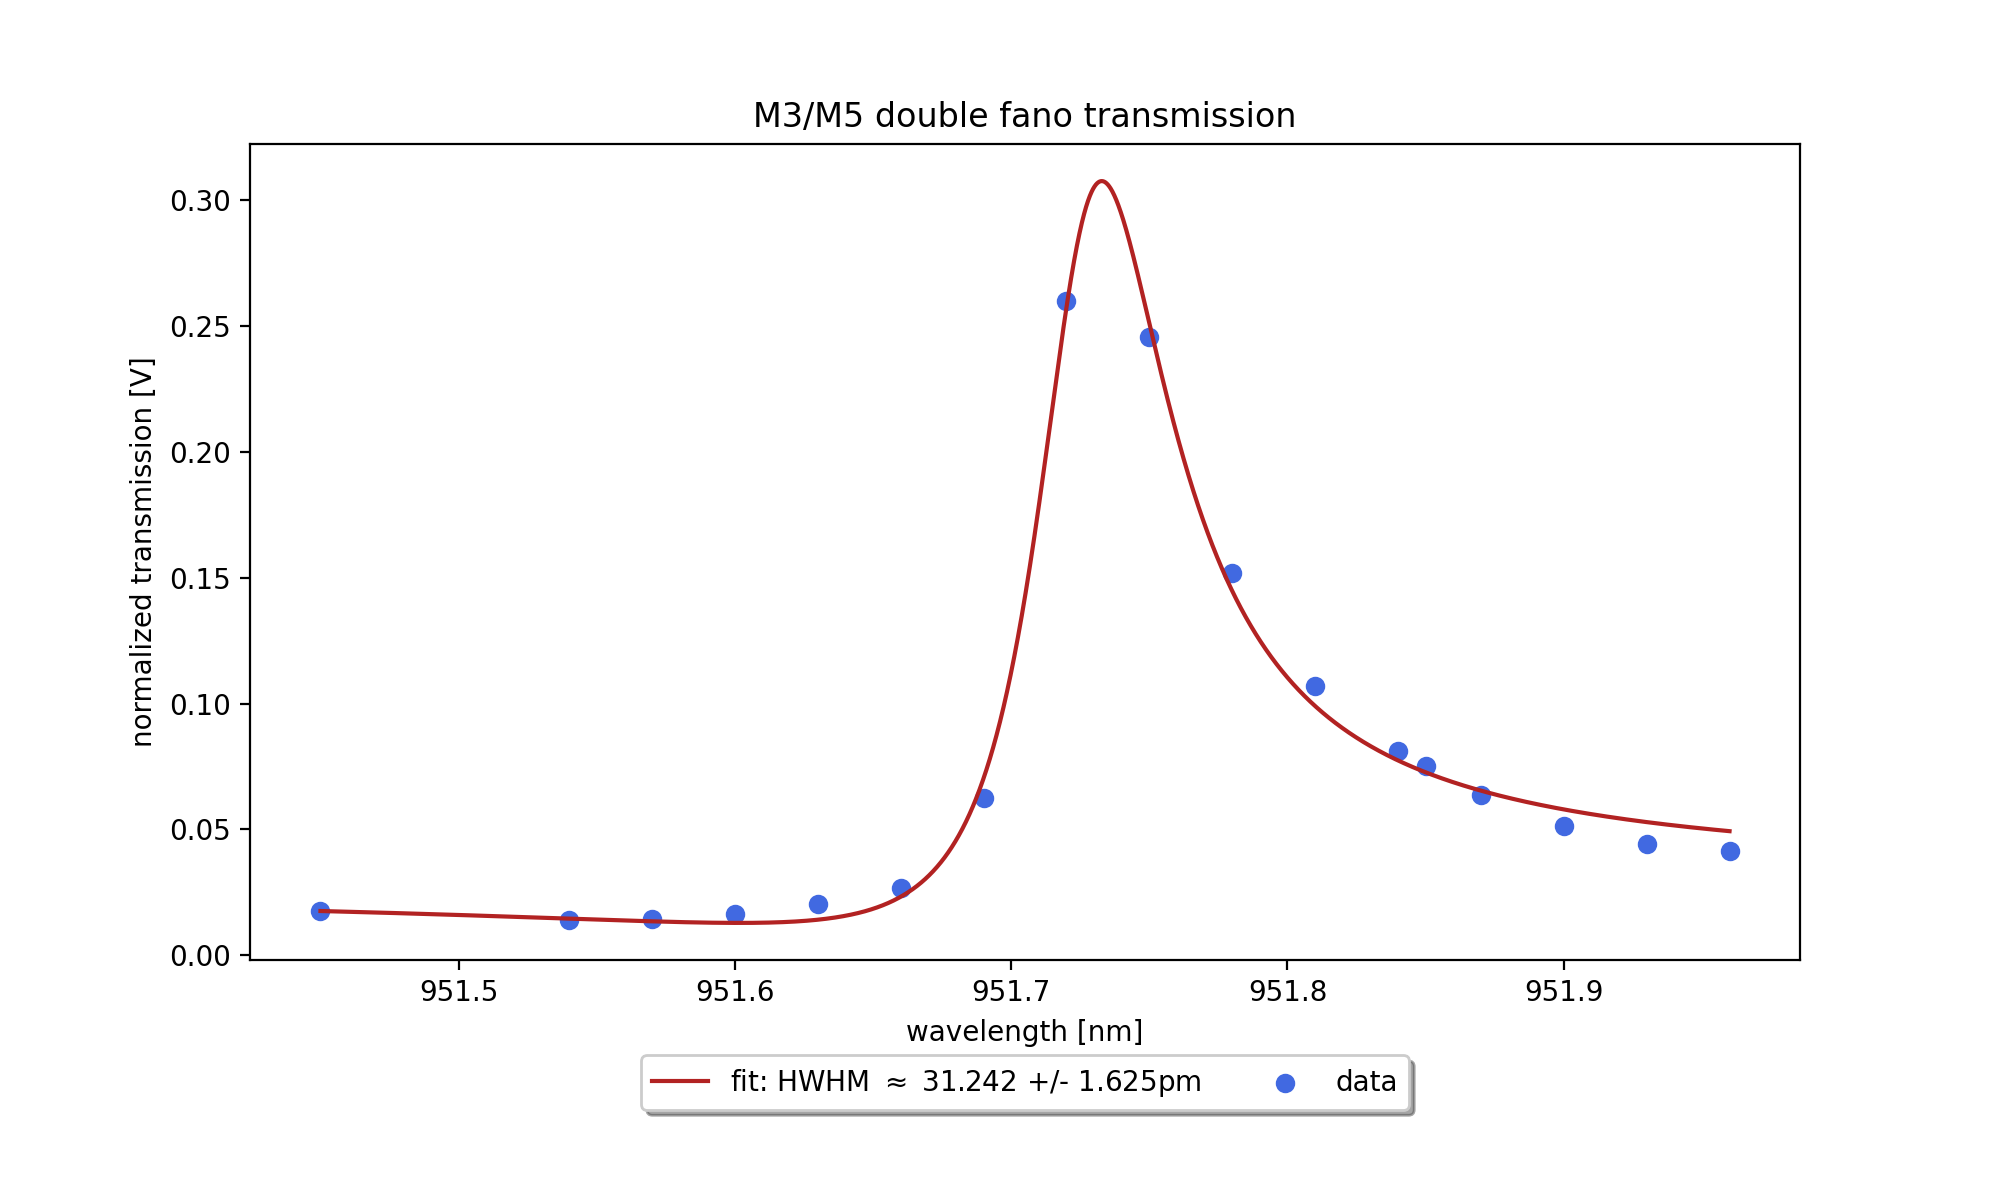 M3/M5 double fano transmission
normalized transmission [V]
0.30
0.25
0.20
0.15
0.10
0.05
0.00
951.5 951.6 951.7 951.8 951.9
wavelength [nm]
fit: HWHM ≈ 31.242 +/- 1.625pm data